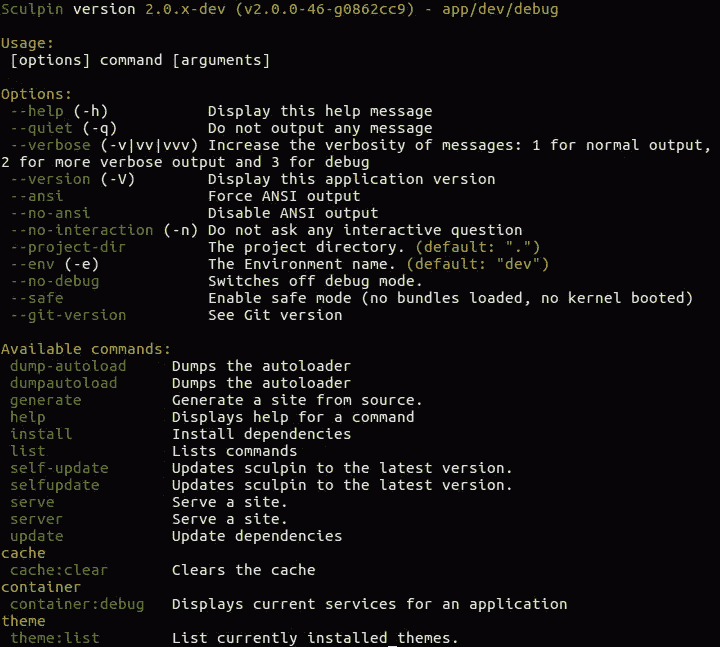 Sculpin version 2.0.x-dev (v2.0.0-46-g0862cc9) - app/dev/debug
Usage:
[options] command [arguments]
Options:
--help (-h) Display this help message
--quiet (-q) Do not output any message
--verbose (-v|vv|vvv) Increase the verbosity of messages: 1 for normal output,
2 for more verbose output and 3 for debug
--version (-V) Display this application version
--ansi Force ANSI output
--no-ansi Disable ANSI output
--no-interaction (-n) Do not ask any interactive question
--project-dir The project directory. (default: ".")
--env (-e) The Environment name. (default: "dev")
--no-debug Switches off debug mode.
--safe Enable safe mode (no bundles loaded, no kernel booted)
--git-version See Git version
Available commands:
dump-autoload Dumps the autoloader
dumpautoload Dumps the autoloader
generate Generate a site from source.
help Displays help for a command
install Install dependencies
list Lists commands
self-update Updates sculpin to the latest version.
selfupdate Updates sculpin to the latest version.
serve Serve a site.
server Serve a site.
update Update dependencies
cache
cache:clear Clears the cache
container
container:debug Displays current services for an application
theme
theme:list List currently installed themes.